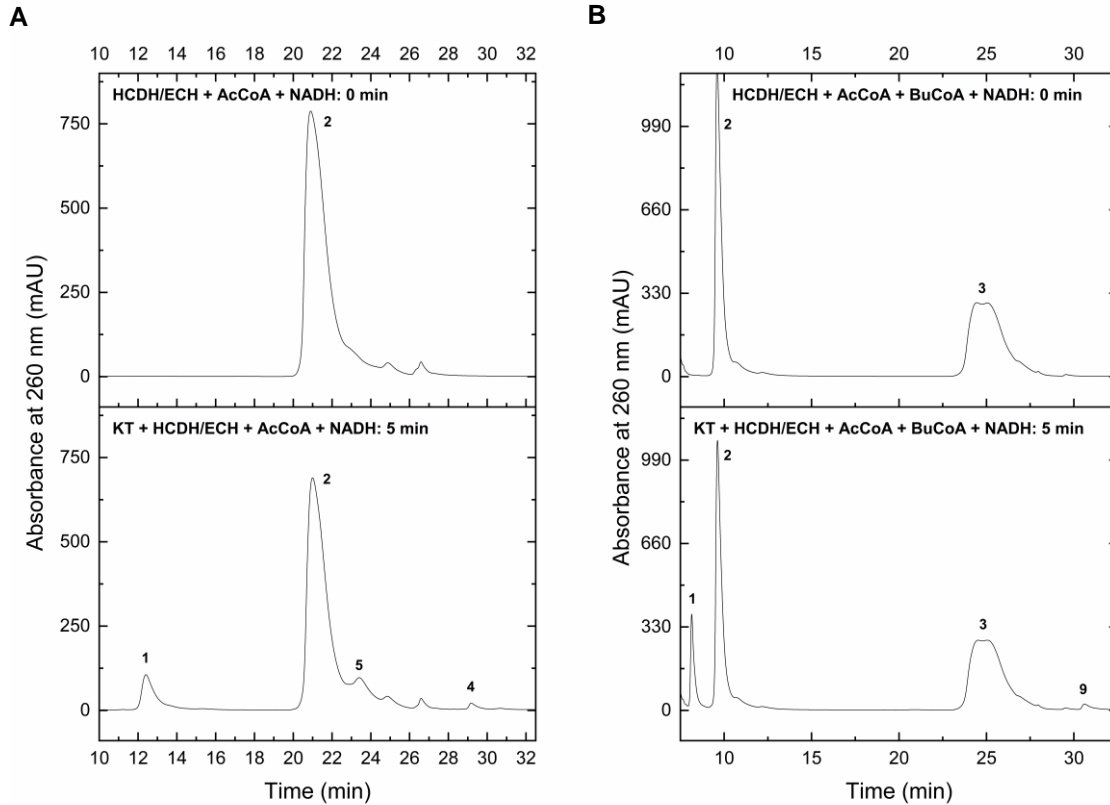 A
10 12 14 16 18 20 22 24 26 28 30 32
HCDH/ECH + AcCoA + NADH: 0 min
2
750
500
250
0
KT + HCDH/ECH + AcCoA + NADH: 5 min
2
1
5
4
750
500
250
0
10 12 14 16 18 20 22 24 26 28 30 32
Time (min)
Absorbance at 260 nm (mAU)
B
10 15 20 25 30
HCDH/ECH + AcCoA + BuCoA + NADH: 0 min
2
3
990
660
330
0
KT + HCDH/ECH + AcCoA + BuCoA + NADH: 5 min
2
1
3
9
990
660
330
0
10 15 20 25 30
Time (min)
Absorbance at 260 nm (mAU)